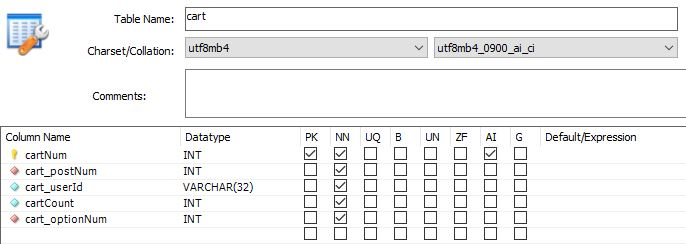 Table Name: cart
Charset/Collation: utf8mb4 utf8mb4_0900_ai_ci
Comments:
Column Name Datatype PK NN UQ B UN ZF AI G Default/Expression
cartNum INT
cart_postNum INT
cart_userId VARCHAR(32)
cartCount INT
cart_optionNum INT